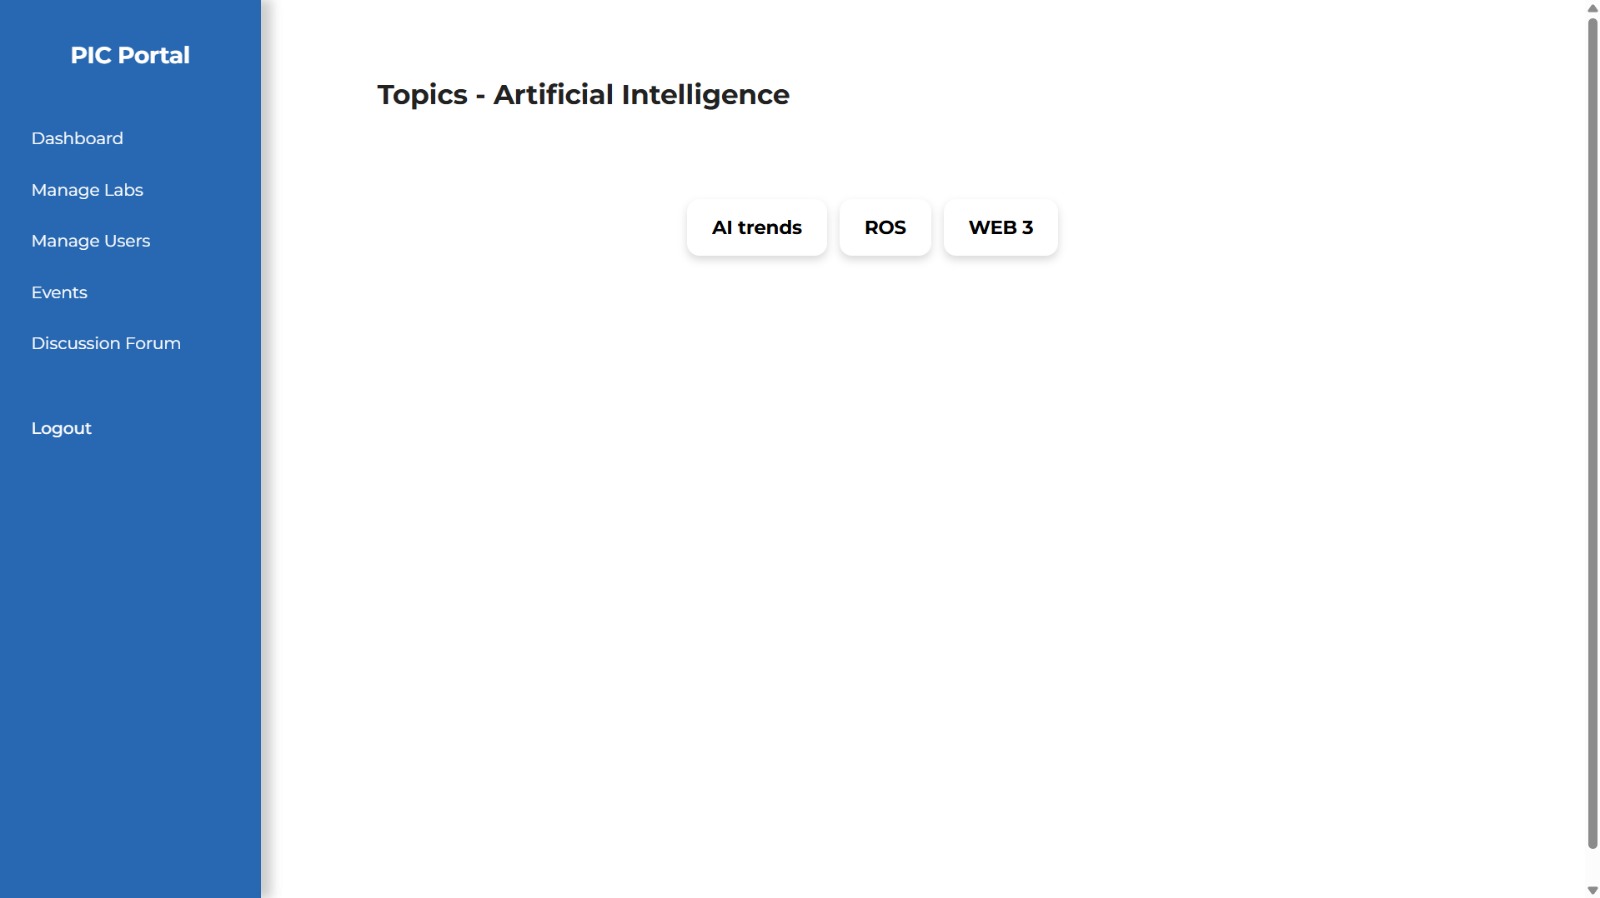 PIC Portal
Dashboard
Manage Labs
Manage Users
Events
Discussion Forum
Logout
Topics - Artificial Intelligence
AI trends
ROS
WEB 3